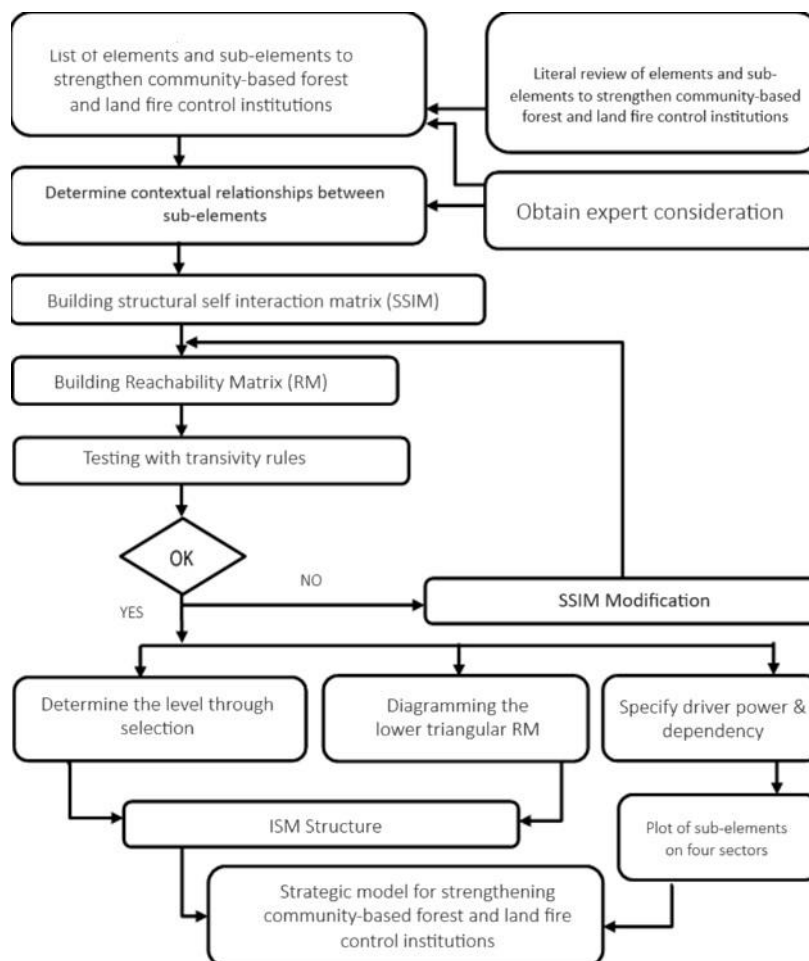 List of elements and sub-elements to
strengthen community-based forest
and land fire control institutions
Literal review of elements and sub-
elements to strengthen community-based
forest and land fire control institutions
Determine contextual relationships between
sub-elements
Obtain expert consideration
Building structural self interaction matrix (SSIM)
Building Reachability Matrix (RM)
Testing with transivity rules
OK
NO
YES
SSIM Modification
Determine the level through
selection
Diagramming the
lower triangular RM
Specify driver power &
dependency
ISM Structure
Plot of sub-elements
on four sectors
Strategic model for strengthening
community-based forest and land fire
control institutions